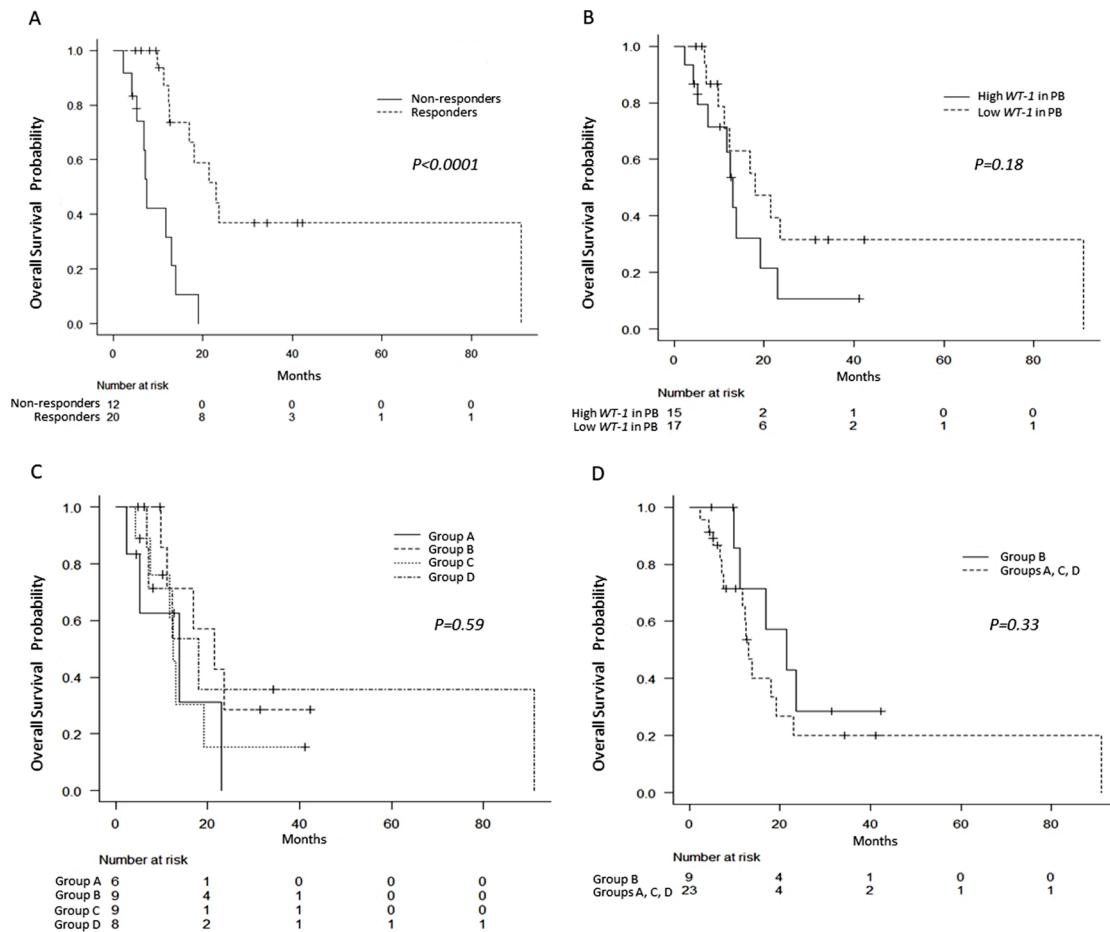 A
Overall Survival Probability
1.0
0.8
0.6
0.4
0.2
0.0
Non-responders
Responders
P<0.0001
0 20 40 60 80
Months
Number at risk
Non-responders 12 0 0 0 0
Responders 20 8 3 1 1
B
Overall Survival Probability
1.0
0.8
0.6
0.4
0.2
0.0
High WT-1 in PB
Low WT-1 in PB
P=0.18
0 20 40 60 80
Months
Number at risk
High WT-1 in PB 15 2 1 0 0
Low WT-1 in PB 17 6 2 1 1
C
Overall Survival Probability
1.0
0.8
0.6
0.4
0.2
0.0
Group A
Group B
Group C
Group D
P=0.59
0 20 40 60 80
Months
Number at risk
Group A 6 1 0 0 0
Group B 9 4 1 0 0
Group C 9 1 1 0 0
Group D 8 2 1 1 1
D
Overall Survival Probability
1.0
0.8
0.6
0.4
0.2
0.0
Group B
Groups A, C, D
P=0.33
0 20 40 60 80
Months
Number at risk
Group B 9 4 1 0 0
Groups A, C, D 23 4 2 1 1